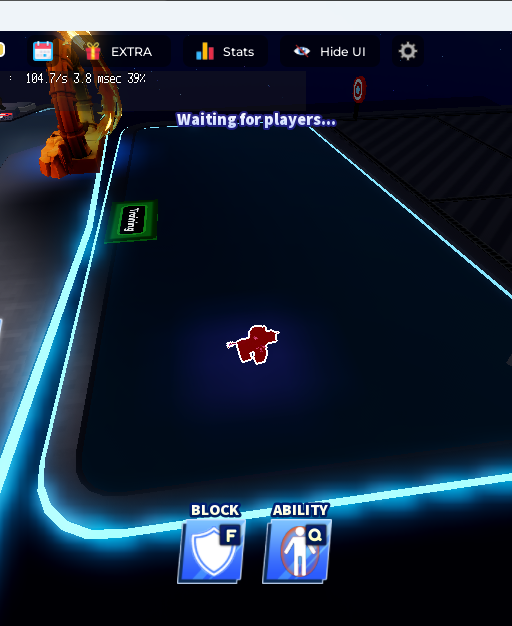 EXTRA
Stats
Hide UI
: 104.7/s 3.8 msec 39%
Waiting for players...
Training
BLOCK
ABILITY
F
Q